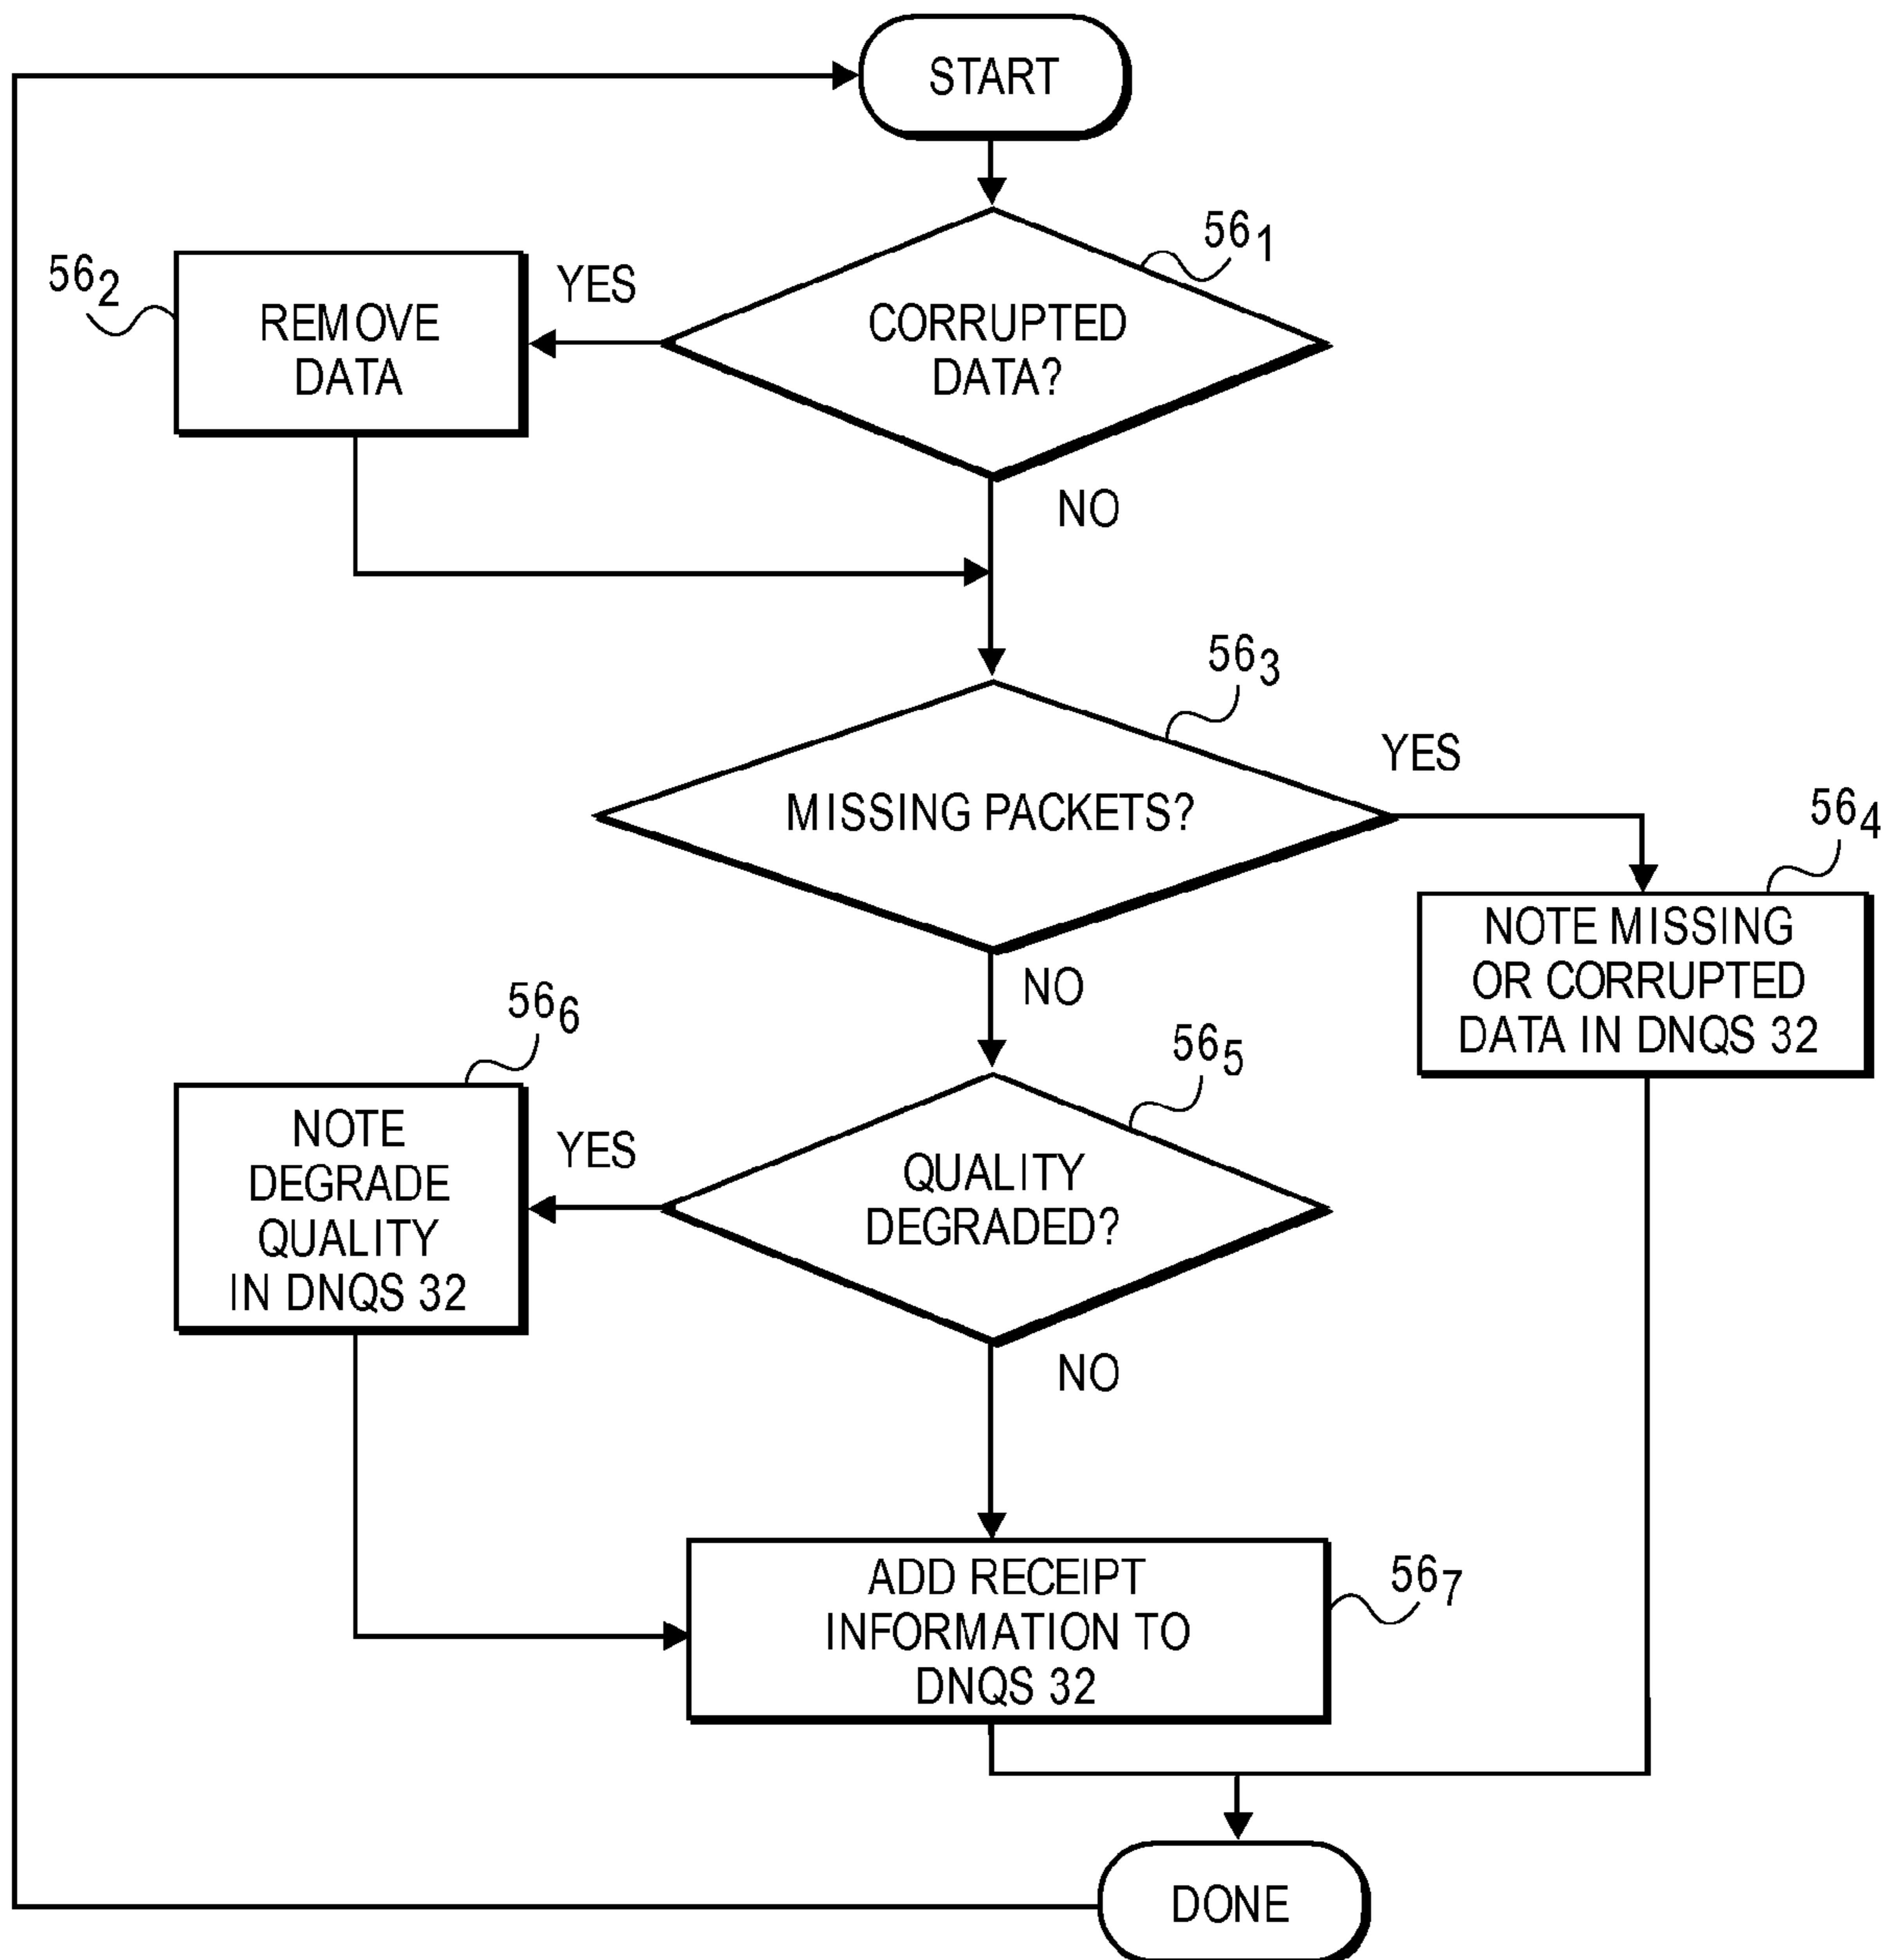 START
56₁
56₂
YES
REMOVE
DATA
CORRUPTED
DATA?
NO
56₃
YES
MISSING PACKETS?
56₄
NOTE MISSING
OR CORRUPTED
DATA IN DNQS 32
NO
56₆
56₅
NOTE
DEGRADE
QUALITY
IN DNQS 32
YES
QUALITY
DEGRADED?
NO
ADD RECEIPT
INFORMATION TO
DNQS 32
56₇
DONE